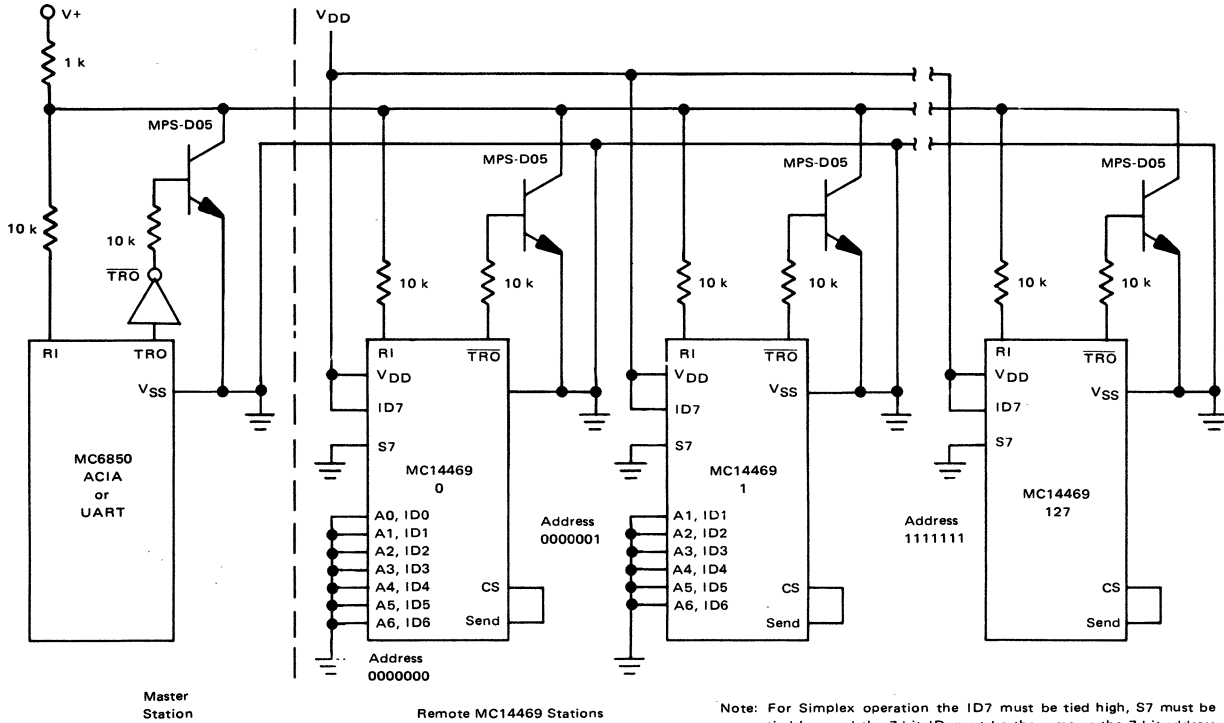 V+
VDD
1 k
MPS-D05
MPS-D05
MPS-D05
MPS-D05
10 k
10 k
TRO
10 k
10 k
10 k
10 k
10 k
10 k
RI
TRO
VSS
MC6850
ACIA
or
UART
RI
TRO
VDD
ID7
S7
MC14469
0
A0, ID0
A1, ID1
A2, ID2
A3, ID3
A4, ID4
A5, ID5
A6, ID6
CS
Send
Address
0000000
RI
TRO
VDD
VSS
ID7
S7
MC14469
1
Address
0000001
A1, ID1
A2, ID2
A3, ID3
A4, ID4
A5, ID5
A6, ID6
CS
Send
RI
TRO
VDD
VSS
ID7
S7
MC14469
127
Address
1111111
CS
Send
Master
Station
Remote MC14469 Stations
Note: For Simplex operation the ID7 must be tied high, S7 must be